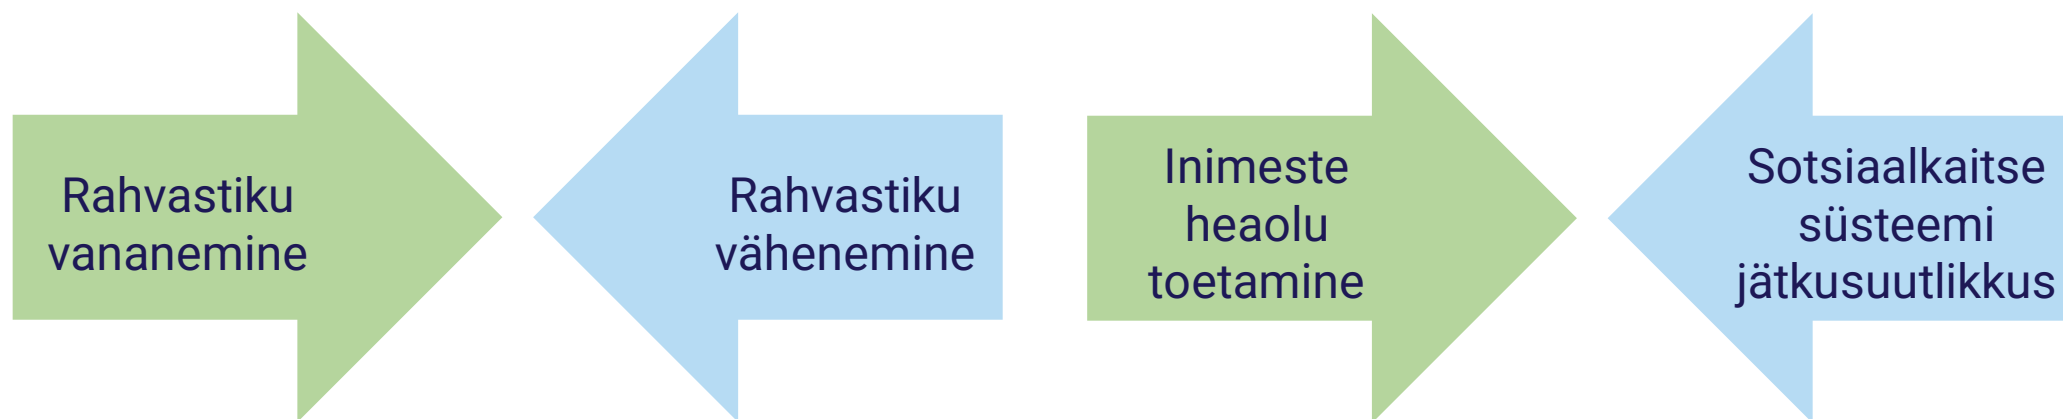 Rahvastiku
vananemine
Rahvastiku
vähenemine
Inimeste
heaolu
toetamine
Sotsiaalkaitse
süsteemi
jätkusuutlikkus